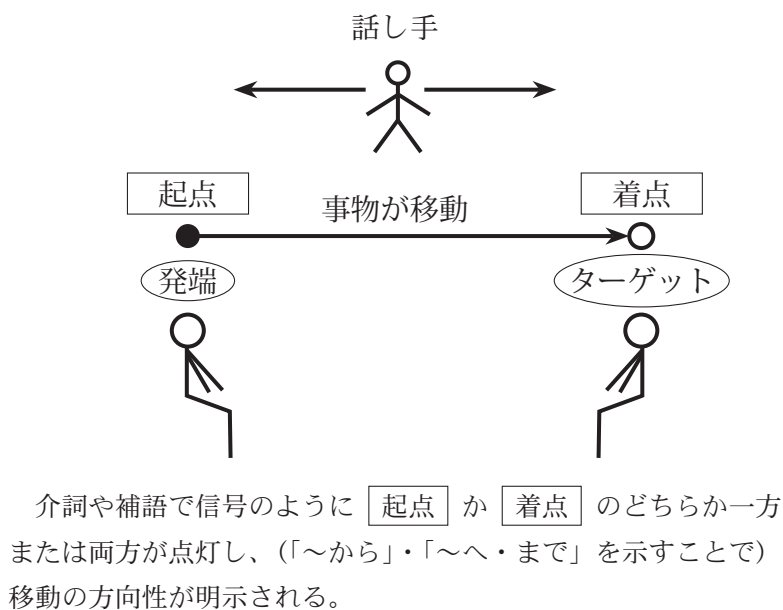 話し手
起点
着点
事物が移動
発端
ターゲット
介詞や補語で信号のように 起点 か 着点 のどちらか一方
または両方が点灯し、(「〜から」・「〜へ・まで」を示すことで)
移動の方向性が明示される。